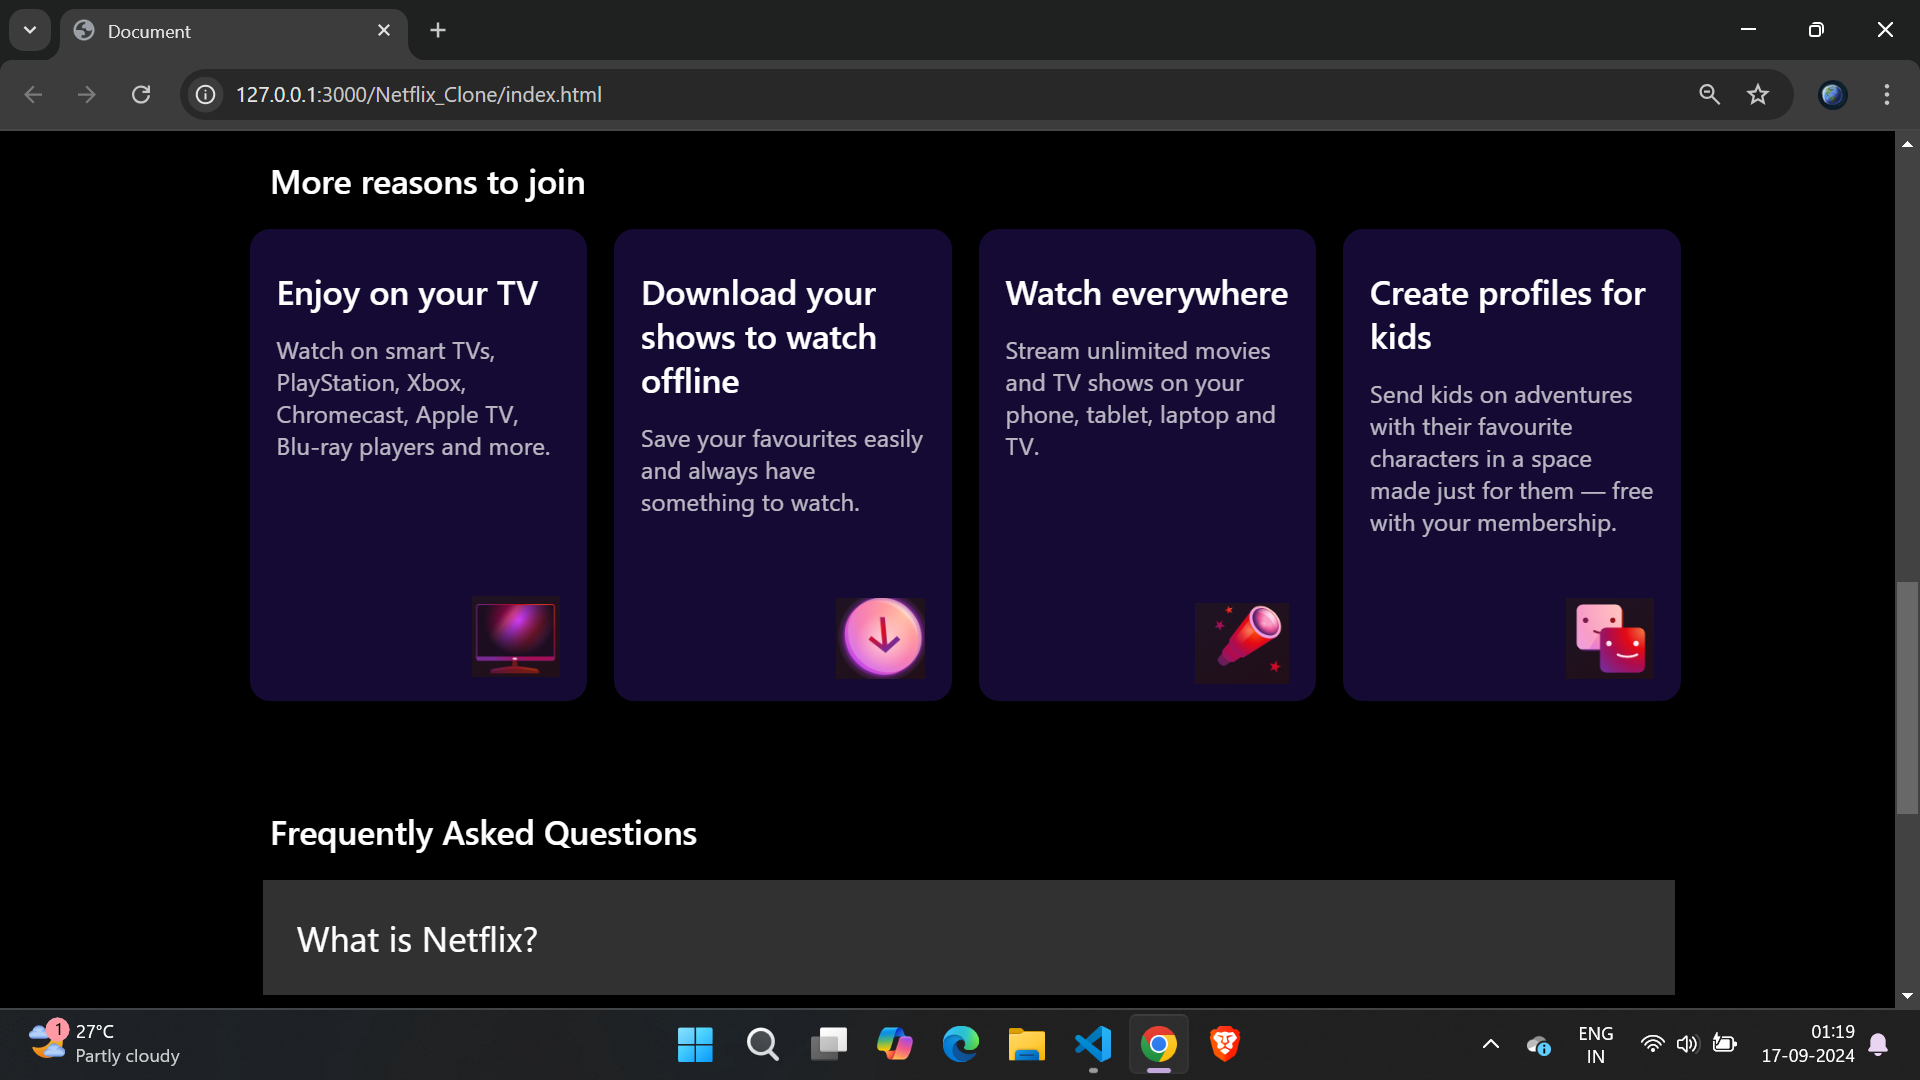 Document
127.0.0.1:3000/Netflix_Clone/index.html
More reasons to join
Enjoy on your TV
Watch on smart TVs,
PlayStation, Xbox,
Chromecast, Apple TV,
Blu-ray players and more.
Download your
shows to watch
offline
Save your favourites easily
and always have
something to watch.
Watch everywhere
Stream unlimited movies
and TV shows on your
phone, tablet, laptop and
TV.
Create profiles for
kids
Send kids on adventures
with their favourite
characters in a space
made just for them — free
with your membership.
Frequently Asked Questions
What is Netflix?
1
27°C
Partly cloudy
ENG
IN
01:19
17-09-2024